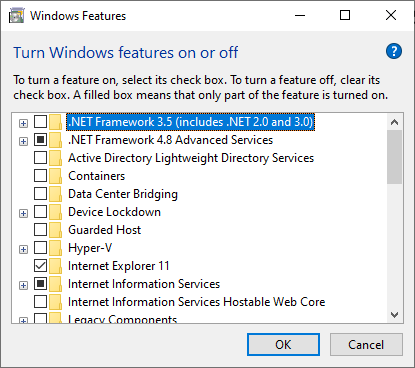 Windows Features
Turn Windows features on or off
?
To turn a feature on, select its check box. To turn a feature off, clear its
check box. A filled box means that only part of the feature is turned on.
.NET Framework 3.5 (includes .NET 2.0 and 3.0)
.NET Framework 4.8 Advanced Services
Active Directory Lightweight Directory Services
Containers
Data Center Bridging
Device Lockdown
Guarded Host
Hyper-V
Internet Explorer 11
Internet Information Services
Internet Information Services Hostable Web Core
Legacy Components
OK
Cancel